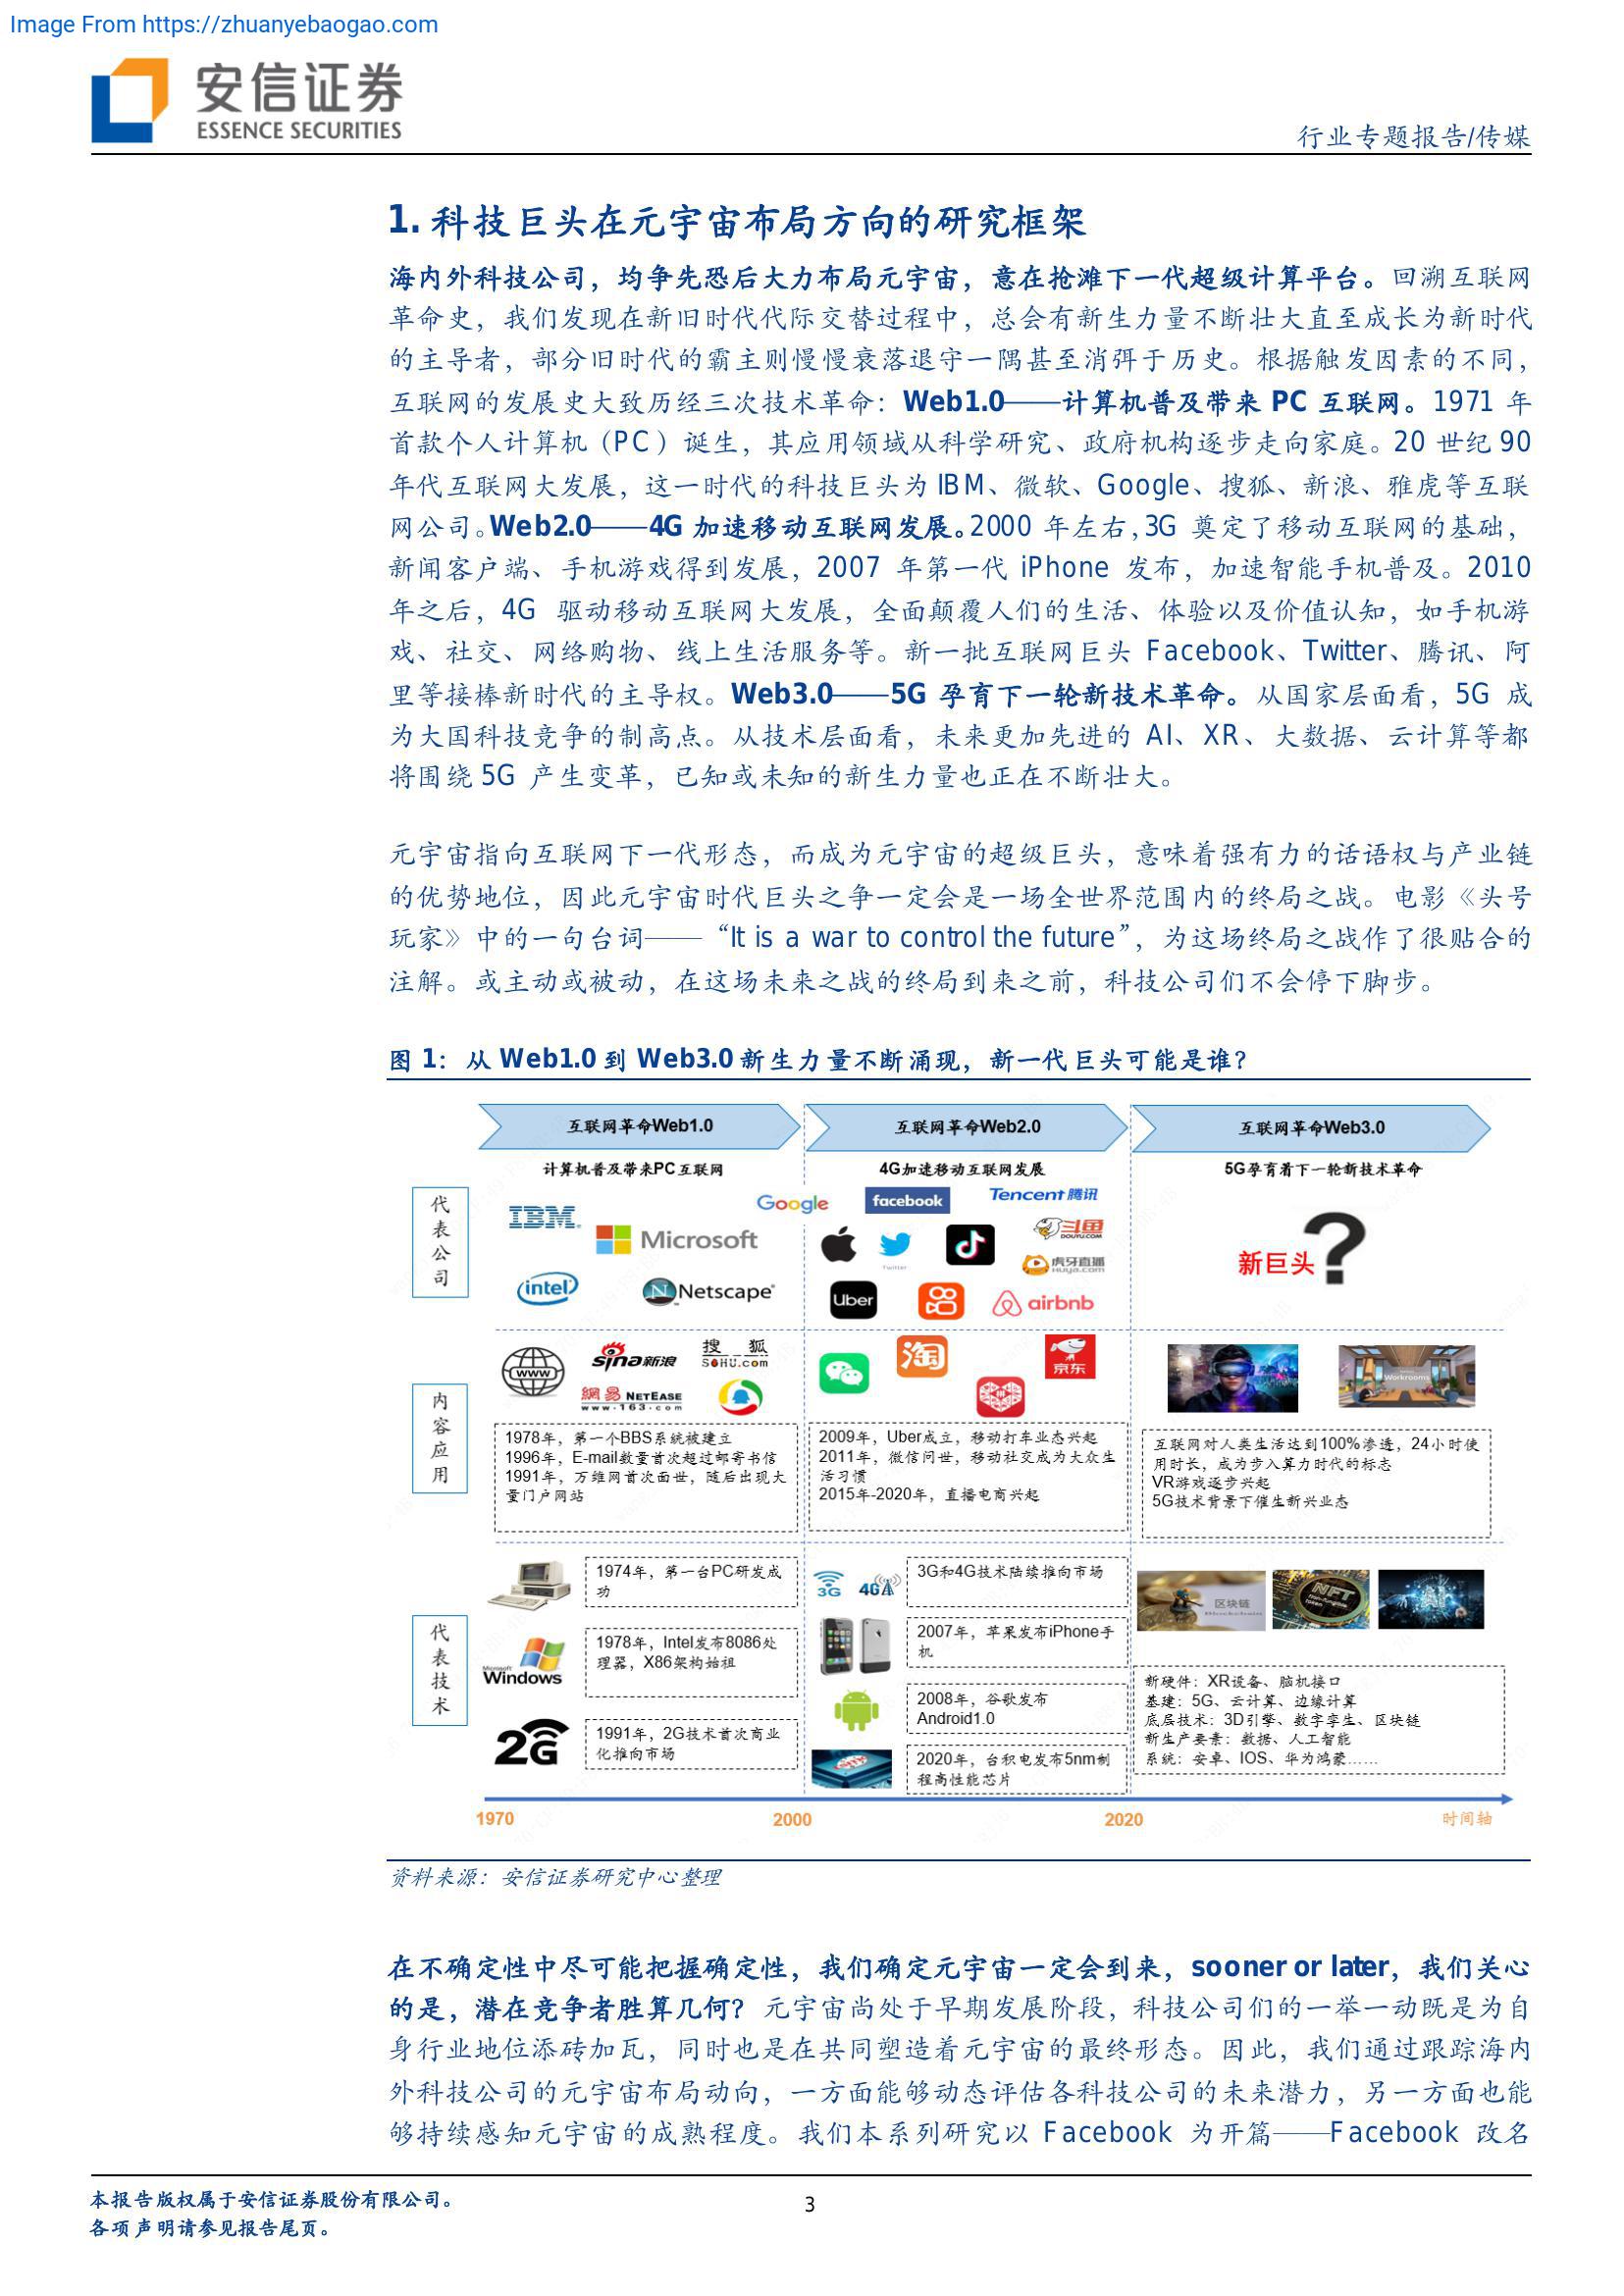 Image From https://zhuanyebaogao.com
安信证券
ESSENCE SECURITIES
行业专题报告/传媒
1. 科技巨头在元宇宙布局方向的研究框架
海内外科技公司，均争先恐后大力布局元宇宙，意在抢滩下一代超级计算平台。回溯互联网
革命史，我们发现在新旧时代代际交替过程中，总会有新生力量不断壮大直至成长为新时代
的主导者，部分旧时代的霸主则慢慢衰落退守一隅甚至消弭于历史。根据触发因素的不同，
互联网的发展史大致历经三次技术革命：Web1.0——计算机普及带来 PC 互联网。1971 年
首款个人计算机（PC）诞生，其应用领域从科学研究、政府机构逐步走向家庭。20 世纪 90
年代互联网大发展，这一时代的科技巨头为 IBM、微软、Google、搜狐、新浪、雅虎等互联
网公司。Web2.0——4G 加速移动互联网发展。2000 年左右，3G 奠定了移动互联网的基础，
新闻客户端、手机游戏得到发展，2007 年第一代 iPhone 发布，加速智能手机普及。2010
年之后，4G 驱动移动互联网大发展，全面颠覆人们的生活、体验以及价值认知，如手机游
戏、社交、网络购物、线上生活服务等。新一批互联网巨头 Facebook、Twitter、腾讯、阿
里等接棒新时代的主导权。Web3.0——5G 孕育下一轮新技术革命。从国家层面看，5G 成
为大国科技竞争的制高点。从技术层面看，未来更加先进的 AI、XR、大数据、云计算等都
将围绕 5G 产生变革，已知或未知的新生力量也正在不断壮大。
元宇宙指向互联网下一代形态，而成为元宇宙的超级巨头，意味着强有力的话语权与产业链
的优势地位，因此元宇宙时代巨头之争一定会是一场全世界范围内的终局之战。电影《头号
玩家》中的一句台词——“It is a war to control the future”，为这场终局之战作了很贴合的
注解。或主动或被动，在这场未来之战的终局到来之前，科技公司们不会停下脚步。
图 1：从 Web1.0 到 Web3.0 新生力量不断涌现，新一代巨头可能是谁？
互联网革命Web1.0
互联网革命Web2.0
互联网革命Web3.0
计算机普及带来PC互联网
4G加速移动互联网发展
5G孕育着下一轮新技术革命
代表公司
IBM
Microsoft
Google
intel
Netscape
facebook
Tencent 腾讯
Twitter
斗鱼
DOUYU.COM
虎牙直播
Huya.com
Uber
airbnb
新巨头?
内容应用
www
sina新浪
搜狐
SOHU.com
網易 NETEASE
www.163.com
淘
京东
Workrooms
1978年，第一个BBS系统被建立
1996年，E-mail数量首次超过邮寄书信
1991年，万维网首次面世，随后出现大
量门户网站
2009年，Uber成立，移动打车业态兴起
2011年，微信问世，移动社交成为大众生
活习惯
2015年-2020年，直播电商兴起
互联网对人类生活达到100%渗透，24小时使
用时长，成为步入算力时代的标志
VR游戏逐步兴起
5G技术背景下催生新兴业态
代表技术
1974年，第一台PC研发成
功
Microsoft
Windows
1978年，Intel发布8086处
理器，X86架构始祖
2G
1991年，2G技术首次商业
化推向市场
3G
4G
3G和4G技术陆续推向市场
2007年，苹果发布iPhone手
机
2008年，谷歌发布
Android1.0
2020年，台积电发布5nm制
程高性能芯片
区块链
Blockchain
NFT
新硬件：XR设备、脑机接口
基建：5G、云计算、边缘计算
底层技术：3D引擎、数字孪生、区块链
新生产要素：数据、人工智能
系统：安卓、IOS、华为鸿蒙……
1970
2000
2020
时间轴
资料来源：安信证券研究中心整理
在不确定性中尽可能把握确定性，我们确定元宇宙一定会到来，sooner or later，我们关心
的是，潜在竞争者胜算几何？元宇宙尚处于早期发展阶段，科技公司们的一举一动既是为自
身行业地位添砖加瓦，同时也是在共同塑造着元宇宙的最终形态。因此，我们通过跟踪海内
外科技公司的元宇宙布局动向，一方面能够动态评估各科技公司的未来潜力，另一方面也能
够持续感知元宇宙的成熟程度。我们本系列研究以 Facebook 为开篇——Facebook 改名
本报告版权属于安信证券股份有限公司。
各项声明请参见报告尾页。
3